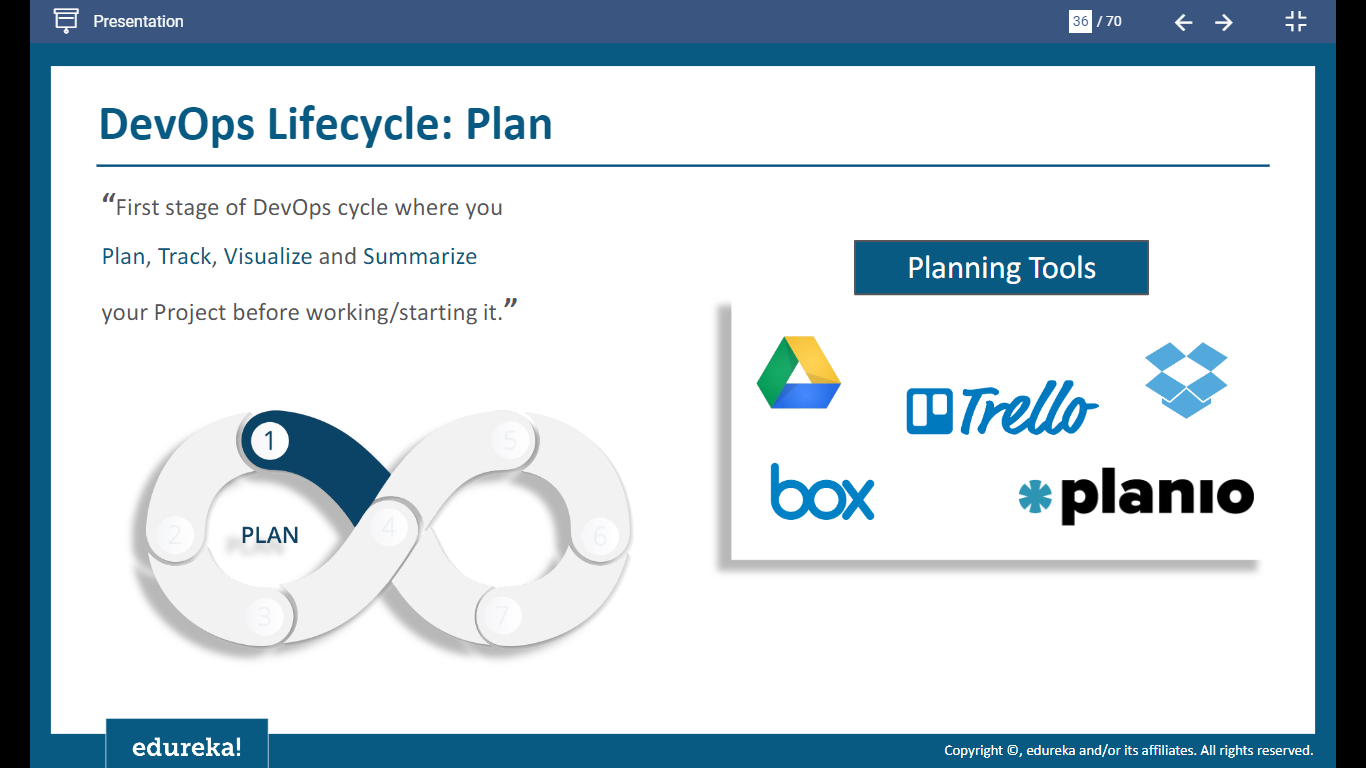 Presentation
36 / 70
DevOps Lifecycle: Plan
“First stage of DevOps cycle where you
Plan, Track, Visualize and Summarize
your Project before working/starting it.”
Planning Tools
Trello
box
planio
1
5
2
PLAN
4
6
3
7
edureka!
Copyright ©, edureka and/or its affiliates. All rights reserved.